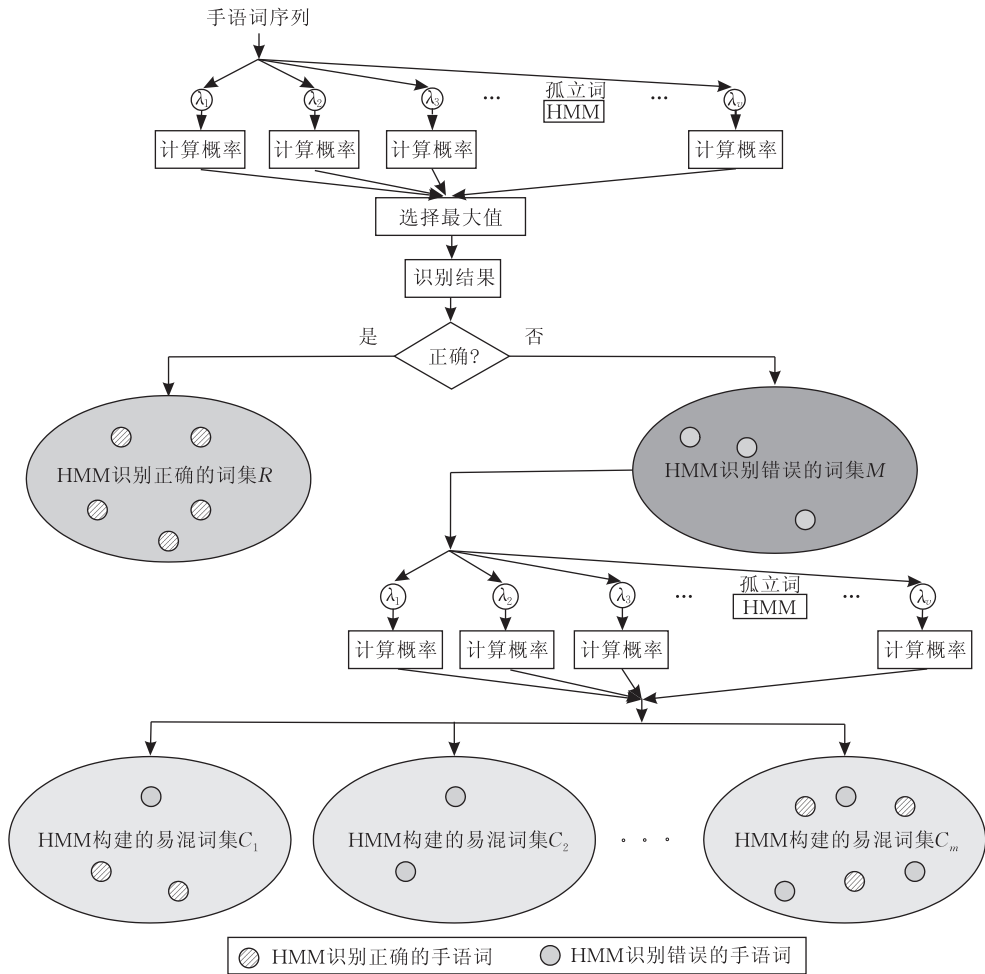 手语词序列
λ1 λ2 λ3 … 孤立词 … λv
HMM
计算概率 计算概率 计算概率 计算概率
选择最大值
识别结果
是 否
正确?
HMM识别正确的词集R
HMM识别错误的词集M
λ1 λ2 λ3 … 孤立词 … λv
HMM
计算概率 计算概率 计算概率 计算概率
HMM构建的易混词集C1 HMM构建的易混词集C2 。。。 HMM构建的易混词集Cm
HMM识别正确的手语词 HMM识别错误的手语词